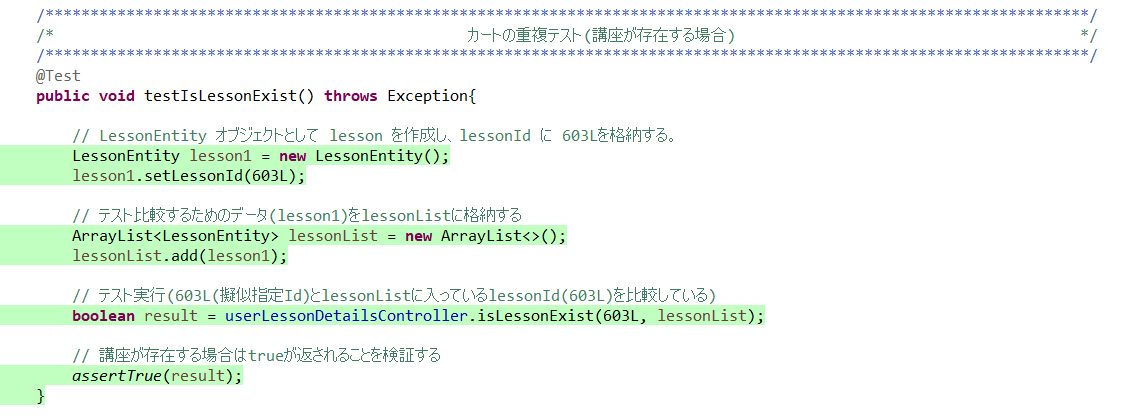 /********************************************************************************************************************/
/* カートの重複テスト(講座が存在する場合) */
/********************************************************************************************************************/
@Test
public void testIsLessonExist() throws Exception{
// LessonEntity オブジェクトとして lesson を作成し、lessonId に 603Lを格納する。
LessonEntity lesson1 = new LessonEntity();
lesson1.setLessonId(603L);
// テスト比較するためのデータ(lesson1)をlessonListに格納する
ArrayList<LessonEntity> lessonList = new ArrayList<>();
lessonList.add(lesson1);
// テスト実行(603L(擬似指定Id)とlessonListに入っているlessonId(603L)を比較している)
boolean result = userLessonDetailsController.isLessonExist(603L, lessonList);
// 講座が存在する場合はtrueが返されることを検証する
assertTrue(result);
}